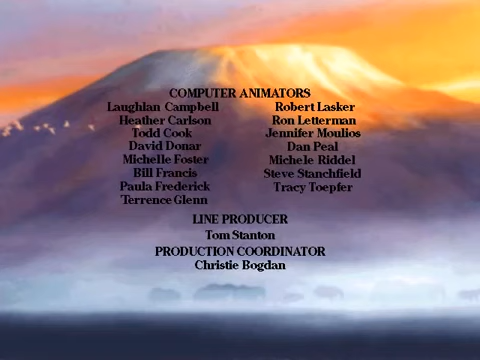 COMPUTER ANIMATORS
Laughlan Campbell
Heather Carlson
Todd Cook
David Donar
Michelle Foster
Bill Francis
Paula Frederick
Terrence Glenn
Robert Lasker
Ron Letterman
Jennifer Moulios
Dan Peal
Michele Riddel
Steve Stanchfield
Tracy Toepfer
LINE PRODUCER
Tom Stanton
PRODUCTION COORDINATOR
Christie Bogdan